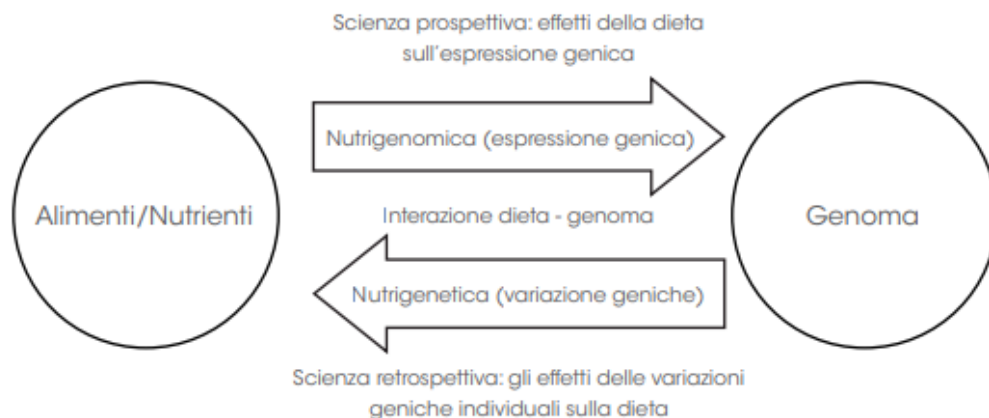 Scienza prospettiva: effetti della dieta
sull'espressione genica
Nutrigenomica (espressione genica)
Alimenti/Nutrienti
Interazione dieta - genoma
Genoma
Nutrigenetica (variazione geniche)
Scienza retrospettiva: gli effetti delle variazioni
geniche individuali sulla dieta